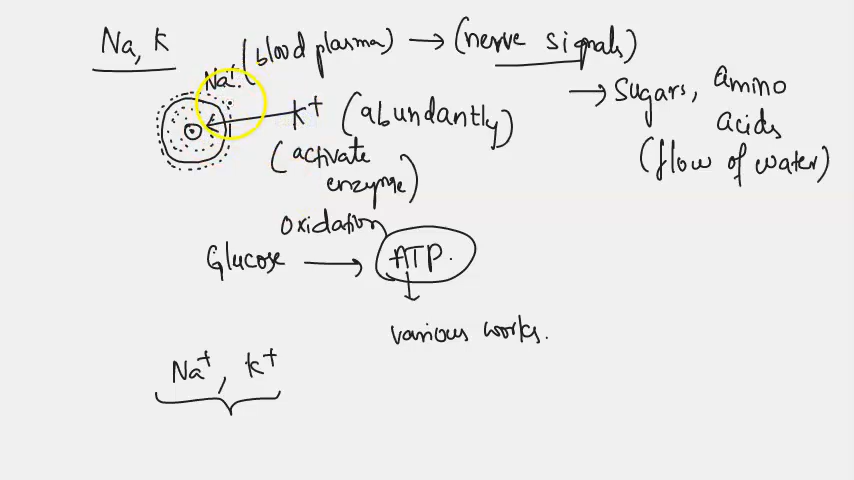 Na, K
Na⁺ (blood plasma) → (nerve signals)
→ Sugars, amino
acids
(flow of water)
K⁺ (abundantly)
(activate
enzyme)
Oxidation
Glucose → ATP.
various works.
Na⁺, K⁺